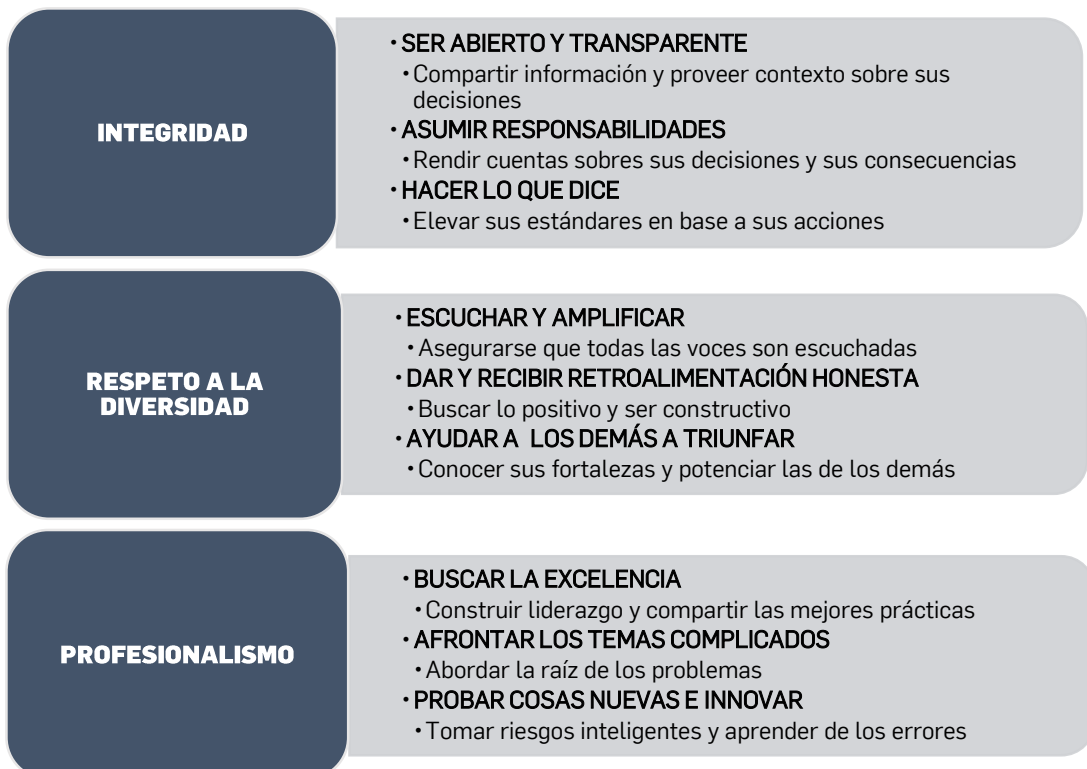 INTEGRIDAD
·SER ABIERTO Y TRANSPARENTE
·Compartir información y proveer contexto sobre sus
decisiones
·ASUMIR RESPONSABILIDADES
·Rendir cuentas sobres sus decisiones y sus consecuencias
·HACER LO QUE DICE
·Elevar sus estándares en base a sus acciones
RESPETO A LA
DIVERSIDAD
·ESCUCHAR Y AMPLIFICAR
·Asegurarse que todas las voces son escuchadas
·DAR Y RECIBIR RETROALIMENTACIÓN HONESTA
·Buscar lo positivo y ser constructivo
·AYUDAR A LOS DEMÁS A TRIUNFAR
·Conocer sus fortalezas y potenciar las de los demás
PROFESIONALISMO
·BUSCAR LA EXCELENCIA
·Construir liderazgo y compartir las mejores prácticas
·AFRONTAR LOS TEMAS COMPLICADOS
·Abordar la raíz de los problemas
·PROBAR COSAS NUEVAS E INNOVAR
·Tomar riesgos inteligentes y aprender de los errores